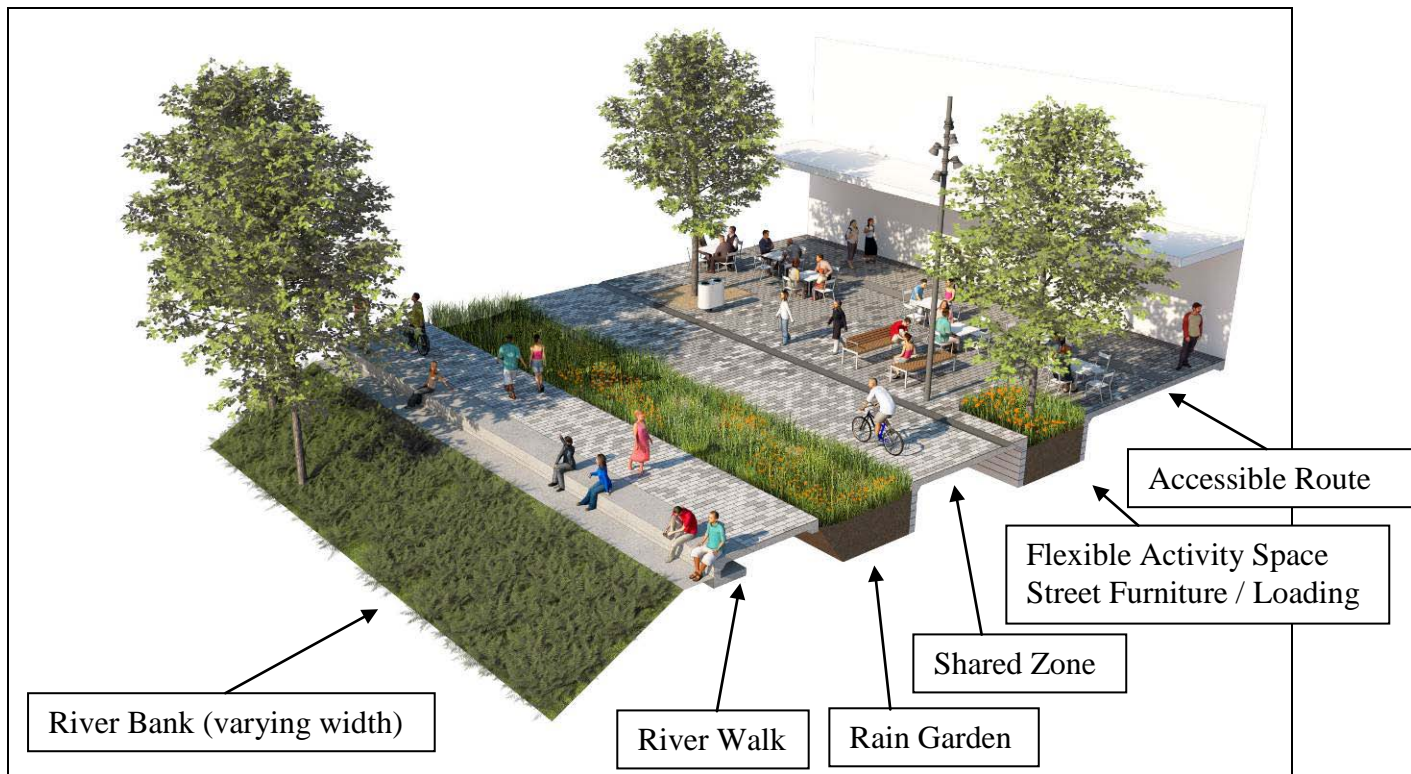 Accessible Route
Flexible Activity Space
Street Furniture / Loading
Shared Zone
River Bank (varying width)
River Walk
Rain Garden